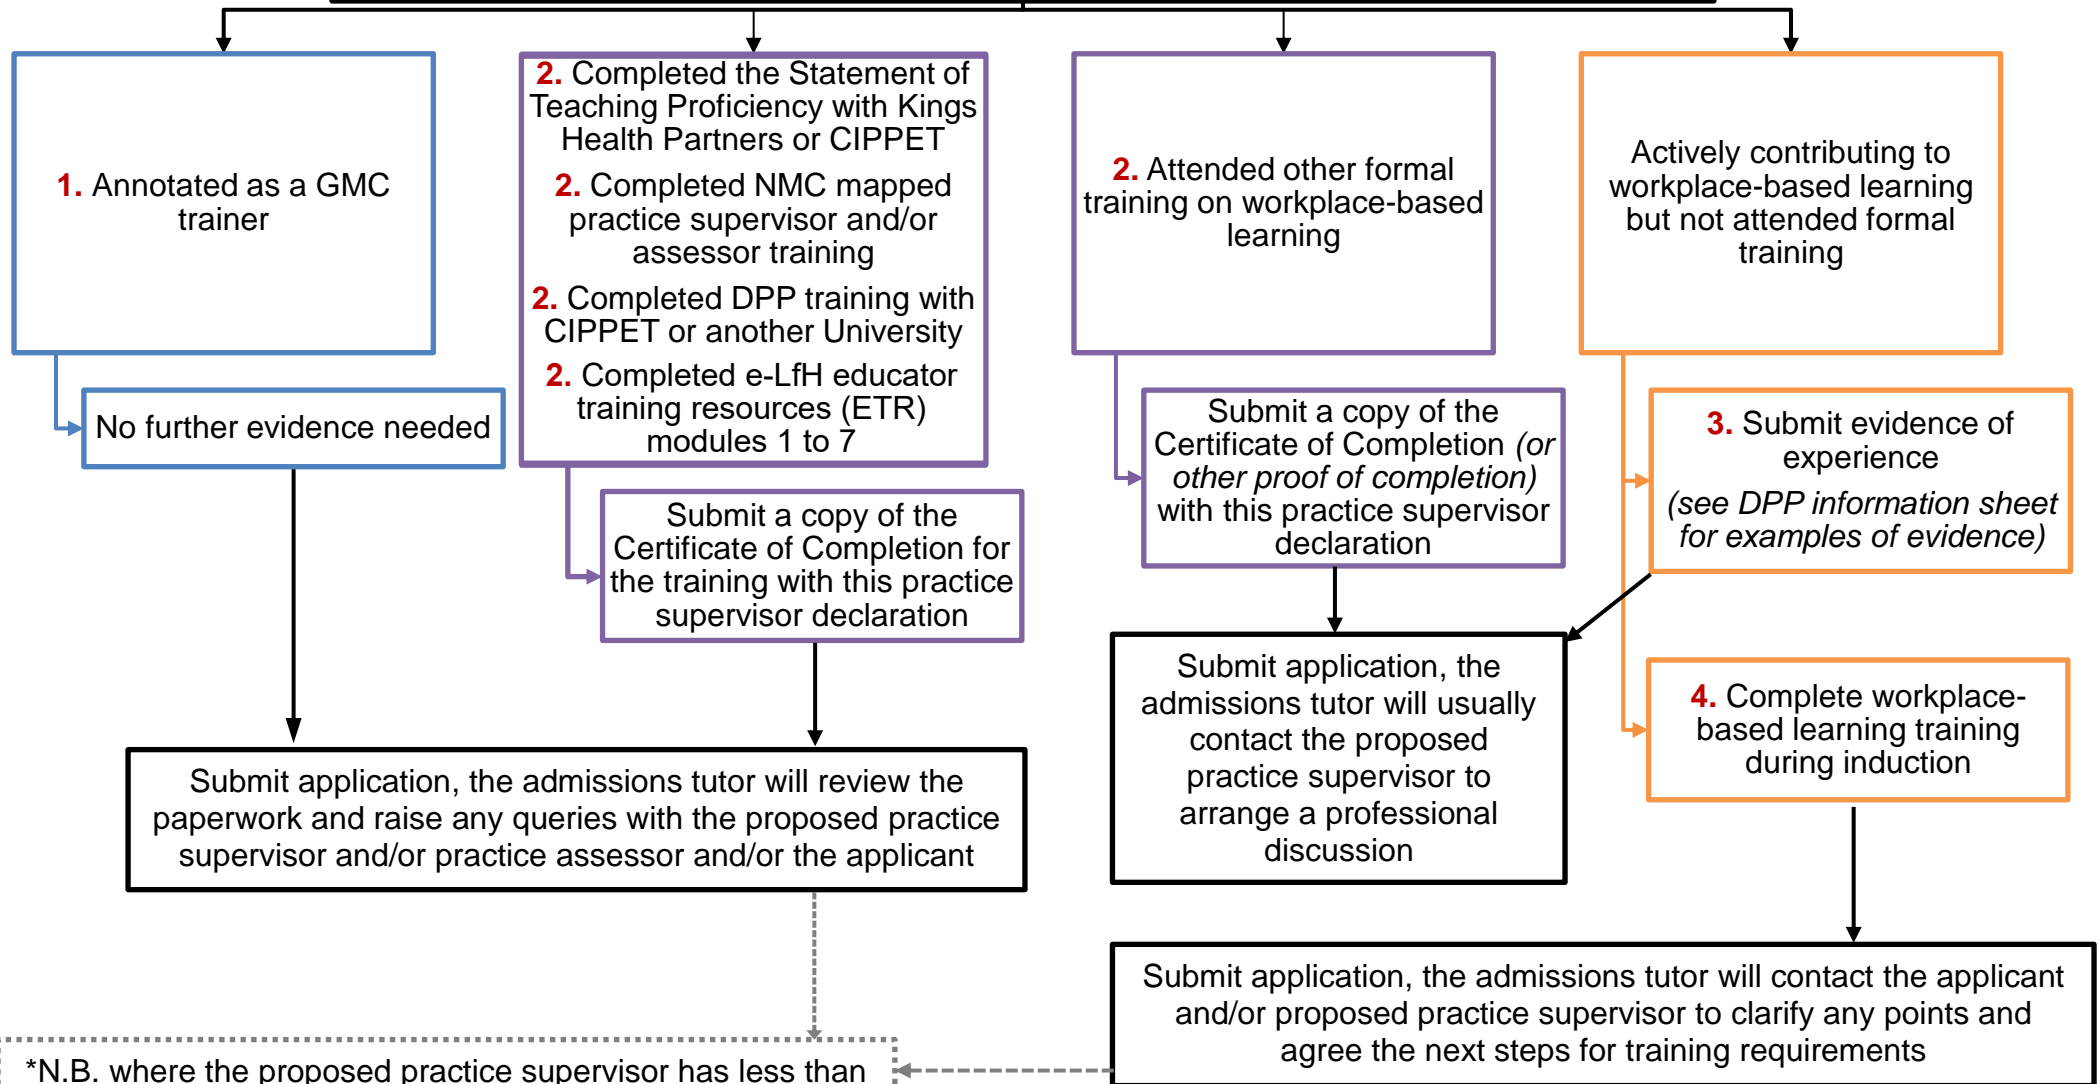 1. Annotated as a GMC
trainer
No further evidence needed
2. Completed the Statement of
Teaching Proficiency with Kings
Health Partners or CIPPET
2. Completed NMC mapped
practice supervisor and/or
assessor training
2. Completed DPP training with
CIPPET or another University
2. Completed e-LfH educator
training resources (ETR)
modules 1 to 7
Submit a copy of the
Certificate of Completion for
the training with this practice
supervisor declaration
2. Attended other formal
training on workplace-based
learning
Submit a copy of the
Certificate of Completion (or
other proof of completion)
with this practice supervisor
declaration
Actively contributing to
workplace-based learning
but not attended formal
training
3. Submit evidence of
experience
(see DPP information sheet
for examples of evidence)
4. Complete workplace-
based learning training
during induction
Submit application, the admissions tutor will review the
paperwork and raise any queries with the proposed practice
supervisor and/or practice assessor and/or the applicant
Submit application, the
admissions tutor will usually
contact the proposed
practice supervisor to
arrange a professional
discussion
Submit application, the admissions tutor will contact the applicant
and/or proposed practice supervisor to clarify any points and
agree the next steps for training requirements
*N.B. where the proposed practice supervisor has less than